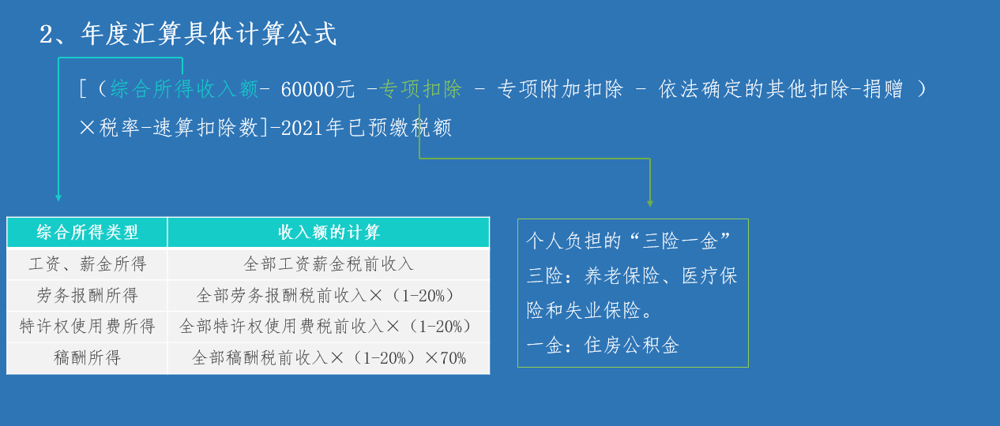 2、年度汇算具体计算公式
[（综合所得收入额- 60000元 -专项扣除 - 专项附加扣除 - 依法确定的其他扣除-捐赠 ）
×税率-速算扣除数]-2021年已预缴税额
综合所得类型 收入额的计算
工资、薪金所得 全部工资薪金税前收入
劳务报酬所得 全部劳务报酬税前收入×（1-20%）
特许权使用费所得 全部特许权使用费税前收入×（1-20%）
稿酬所得 全部稿酬税前收入×（1-20%）×70%
个人负担的“三险一金”
三险：养老保险、医疗保
险和失业保险。
一金：住房公积金